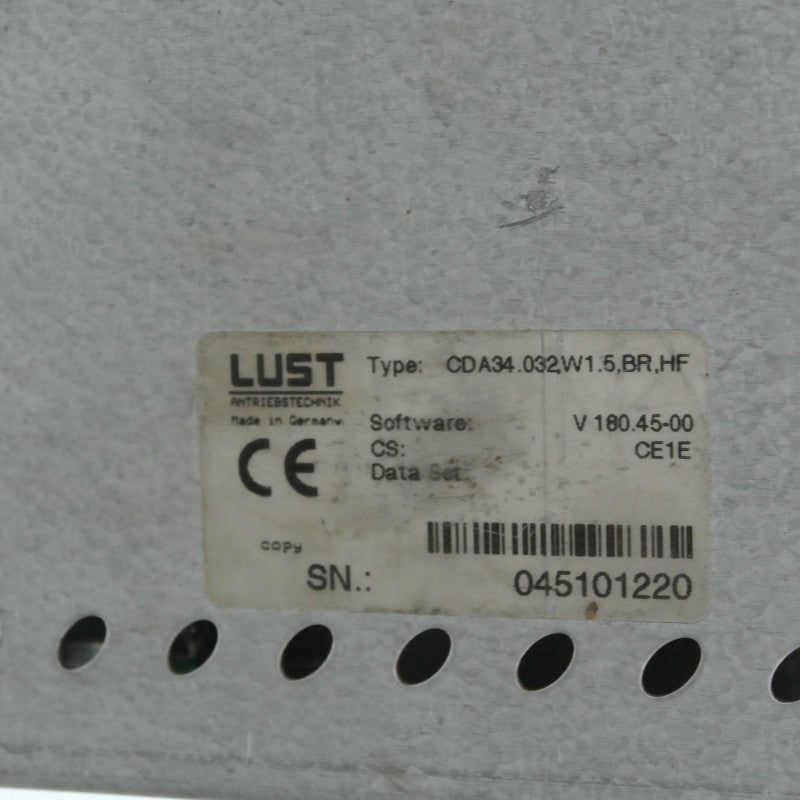 LUST
ANTRIEBSTECHNIK
Made in Germany
CE
Type: CDA34.032,W1.5,BR,HF
Software: V 180.45-00
CS: CE1E
Data Set
copy
SN.: 045101220